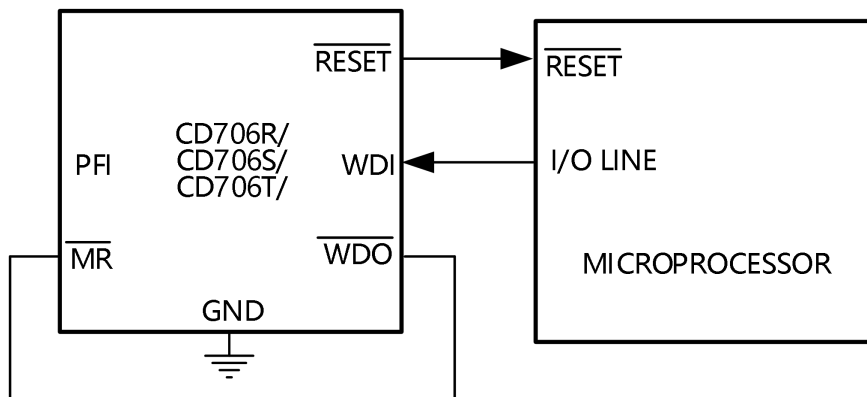 RESET
CD706R/
CD706S/
CD706T/
PFI
WDI
MR
WDO
GND
RESET
I/O LINE
MICROPROCESSOR